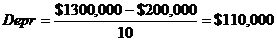 Depr = $1300,000 − $200,000 / 10 = $110,000